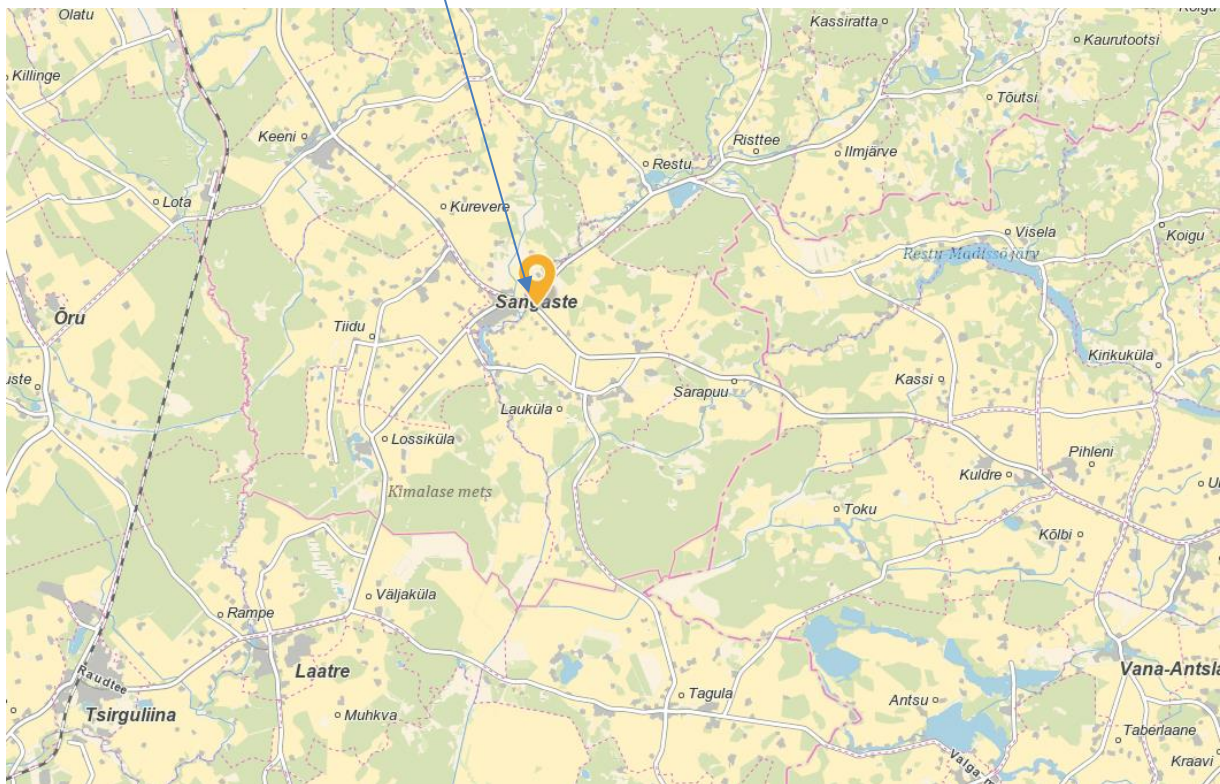 Olatu
Kassiratta
Kaurutootsi
Killinge
Tõutsi
Keeni
Risttee
Ilmjärve
Restu
Lota
Kurevere
Visela
Koigu
Restu-Madissõ järv
Sangaste
Õru
Tiidu
Kirikuküla
Kassi
Sarapuu
Lauküla
Lossiküla
Pihleni
Kuldre
Kimalase mets
Toku
Kõlbi
Väljaküla
Rampe
Laatre
Vana-Antsla
Raudtee
Tagula
Antsu
Tsirguliina
Muhkva
Taberlaane
Kraavi